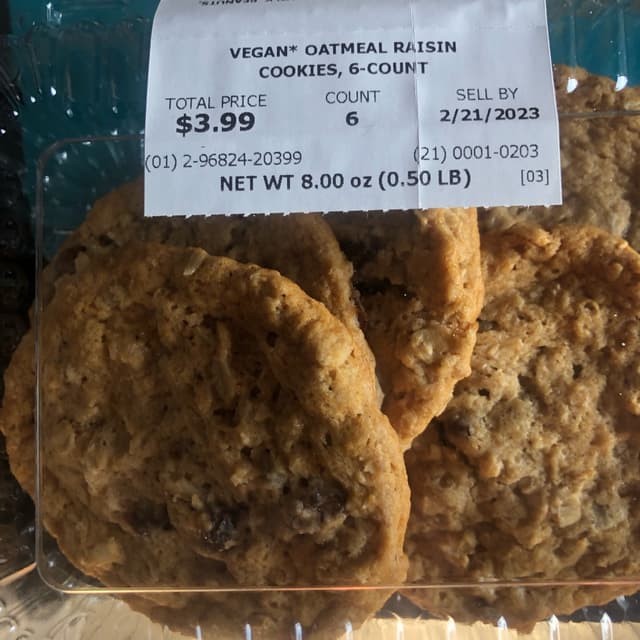 VEGAN* OATMEAL RAISIN
COOKIES, 6-COUNT
TOTAL PRICE COUNT SELL BY
$3.99 6 2/21/2023
(01) 2-96824-20399 (21) 0001-0203
NET WT 8.00 oz (0.50 LB) [03]